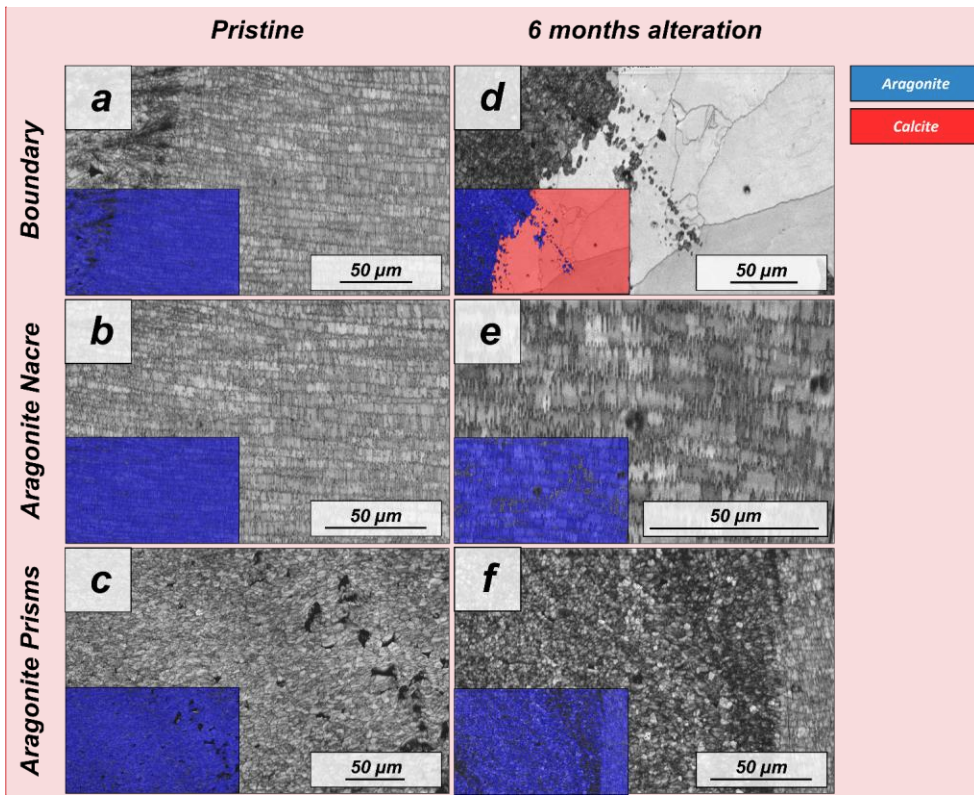 Pristine
6 months alteration
a
d
Aragonite
Calcite
Boundary
50 μm
50 μm
b
e
Aragonite Nacre
50 μm
50 μm
c
f
Aragonite Prisms
50 μm
50 μm